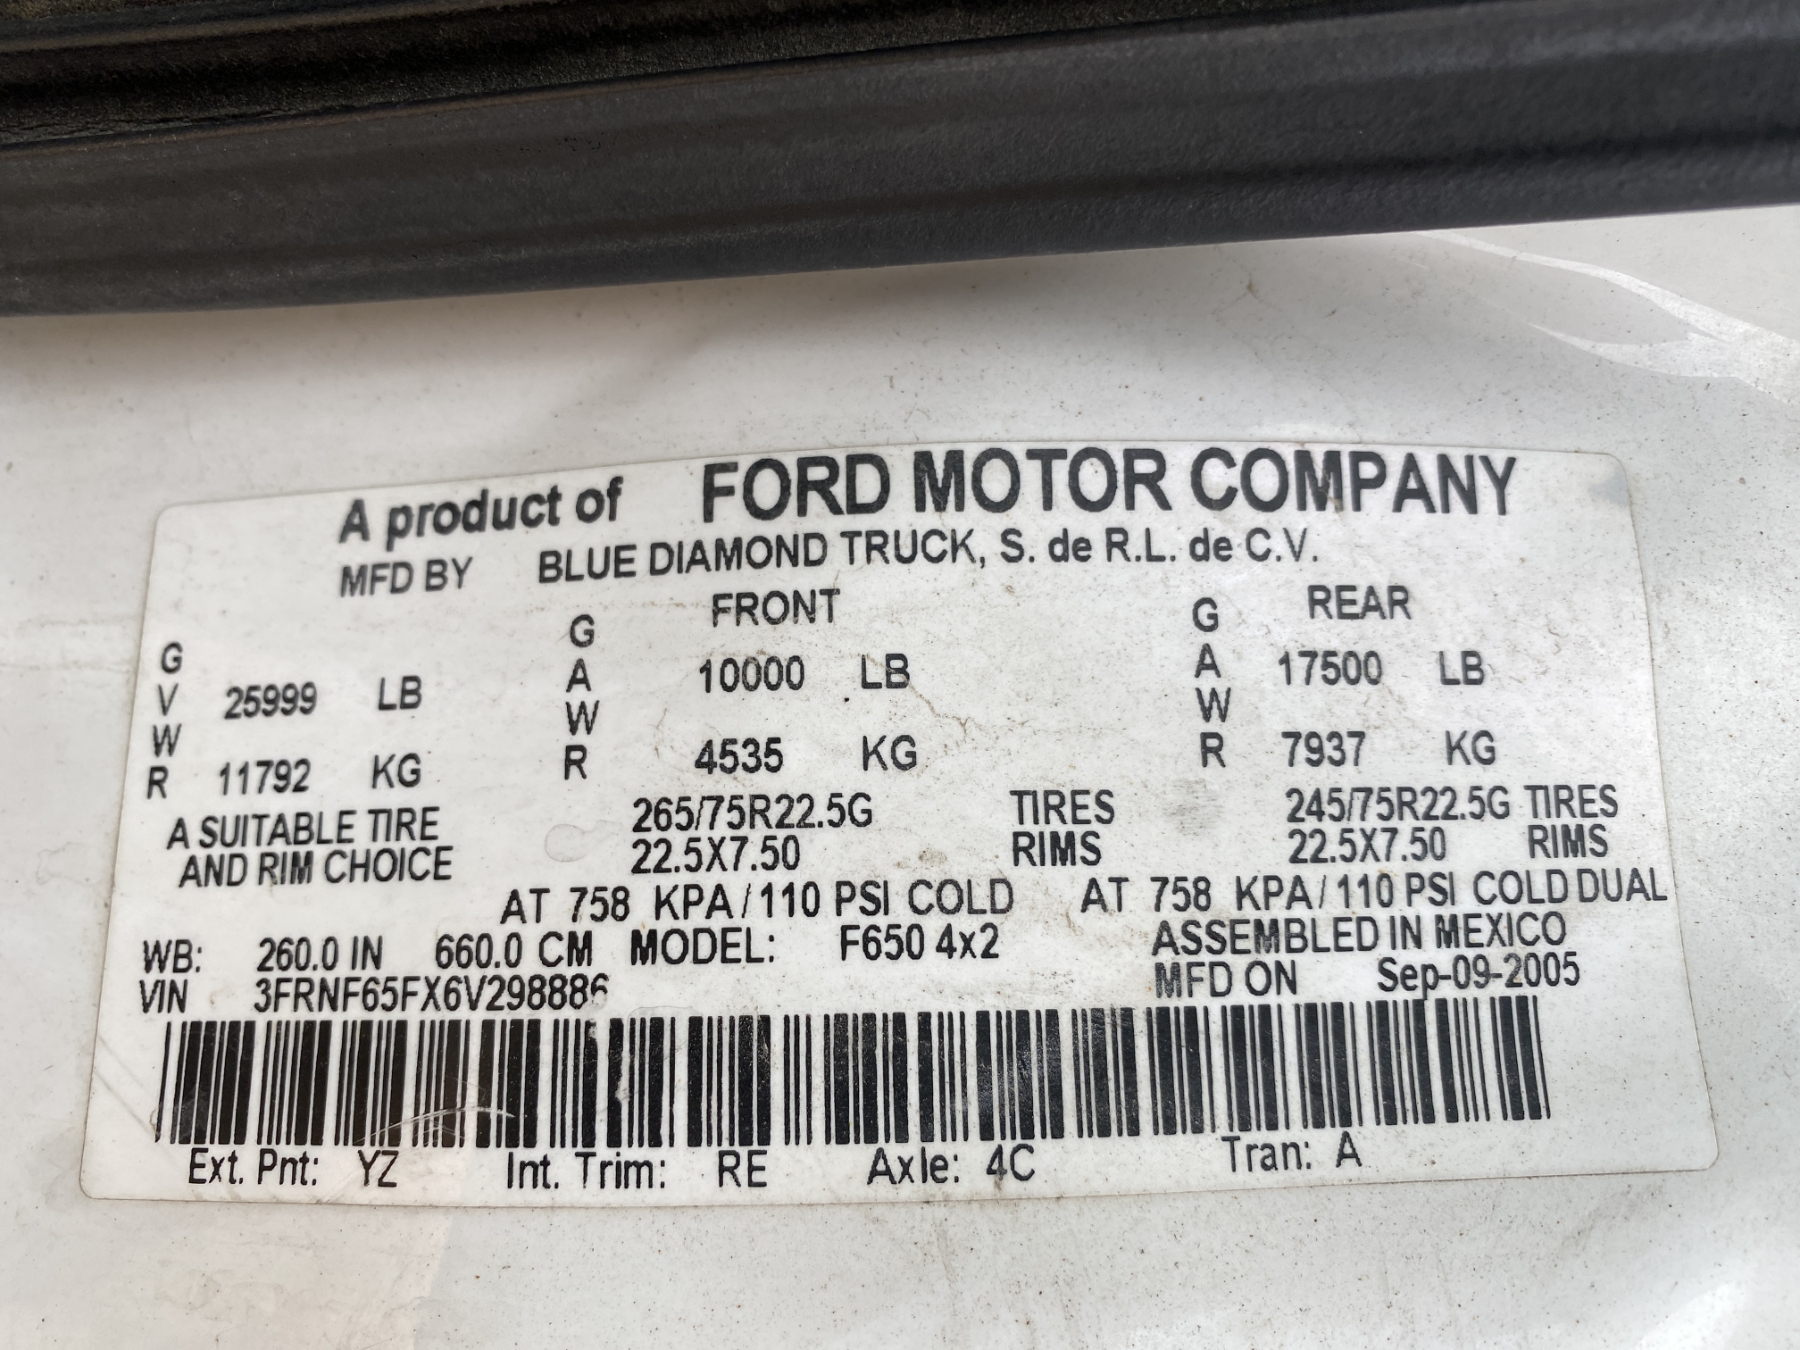 A product of FORD MOTOR COMPANY
MFD BY BLUE DIAMOND TRUCK, S. de R.L. de C.V.
FRONT REAR
GVWR 25999 LB GAWR 10000 LB GAWR 17500 LB
11792 KG 4535 KG 7937 KG
A SUITABLE TIRE 265/75R22.5G TIRES 245/75R22.5G TIRES
AND RIM CHOICE 22.5X7.50 RIMS 22.5X7.50 RIMS
AT 758 KPA/110 PSI COLD AT 758 KPA/110 PSI COLD DUAL
WB: 260.0 IN 660.0 CM MODEL: F650 4x2 ASSEMBLED IN MEXICO
VIN 3FRNF65FX6V298886 MFD ON Sep-09-2005
Ext. Pnt: YZ Int. Trim: RE Axle: 4C Tran: A